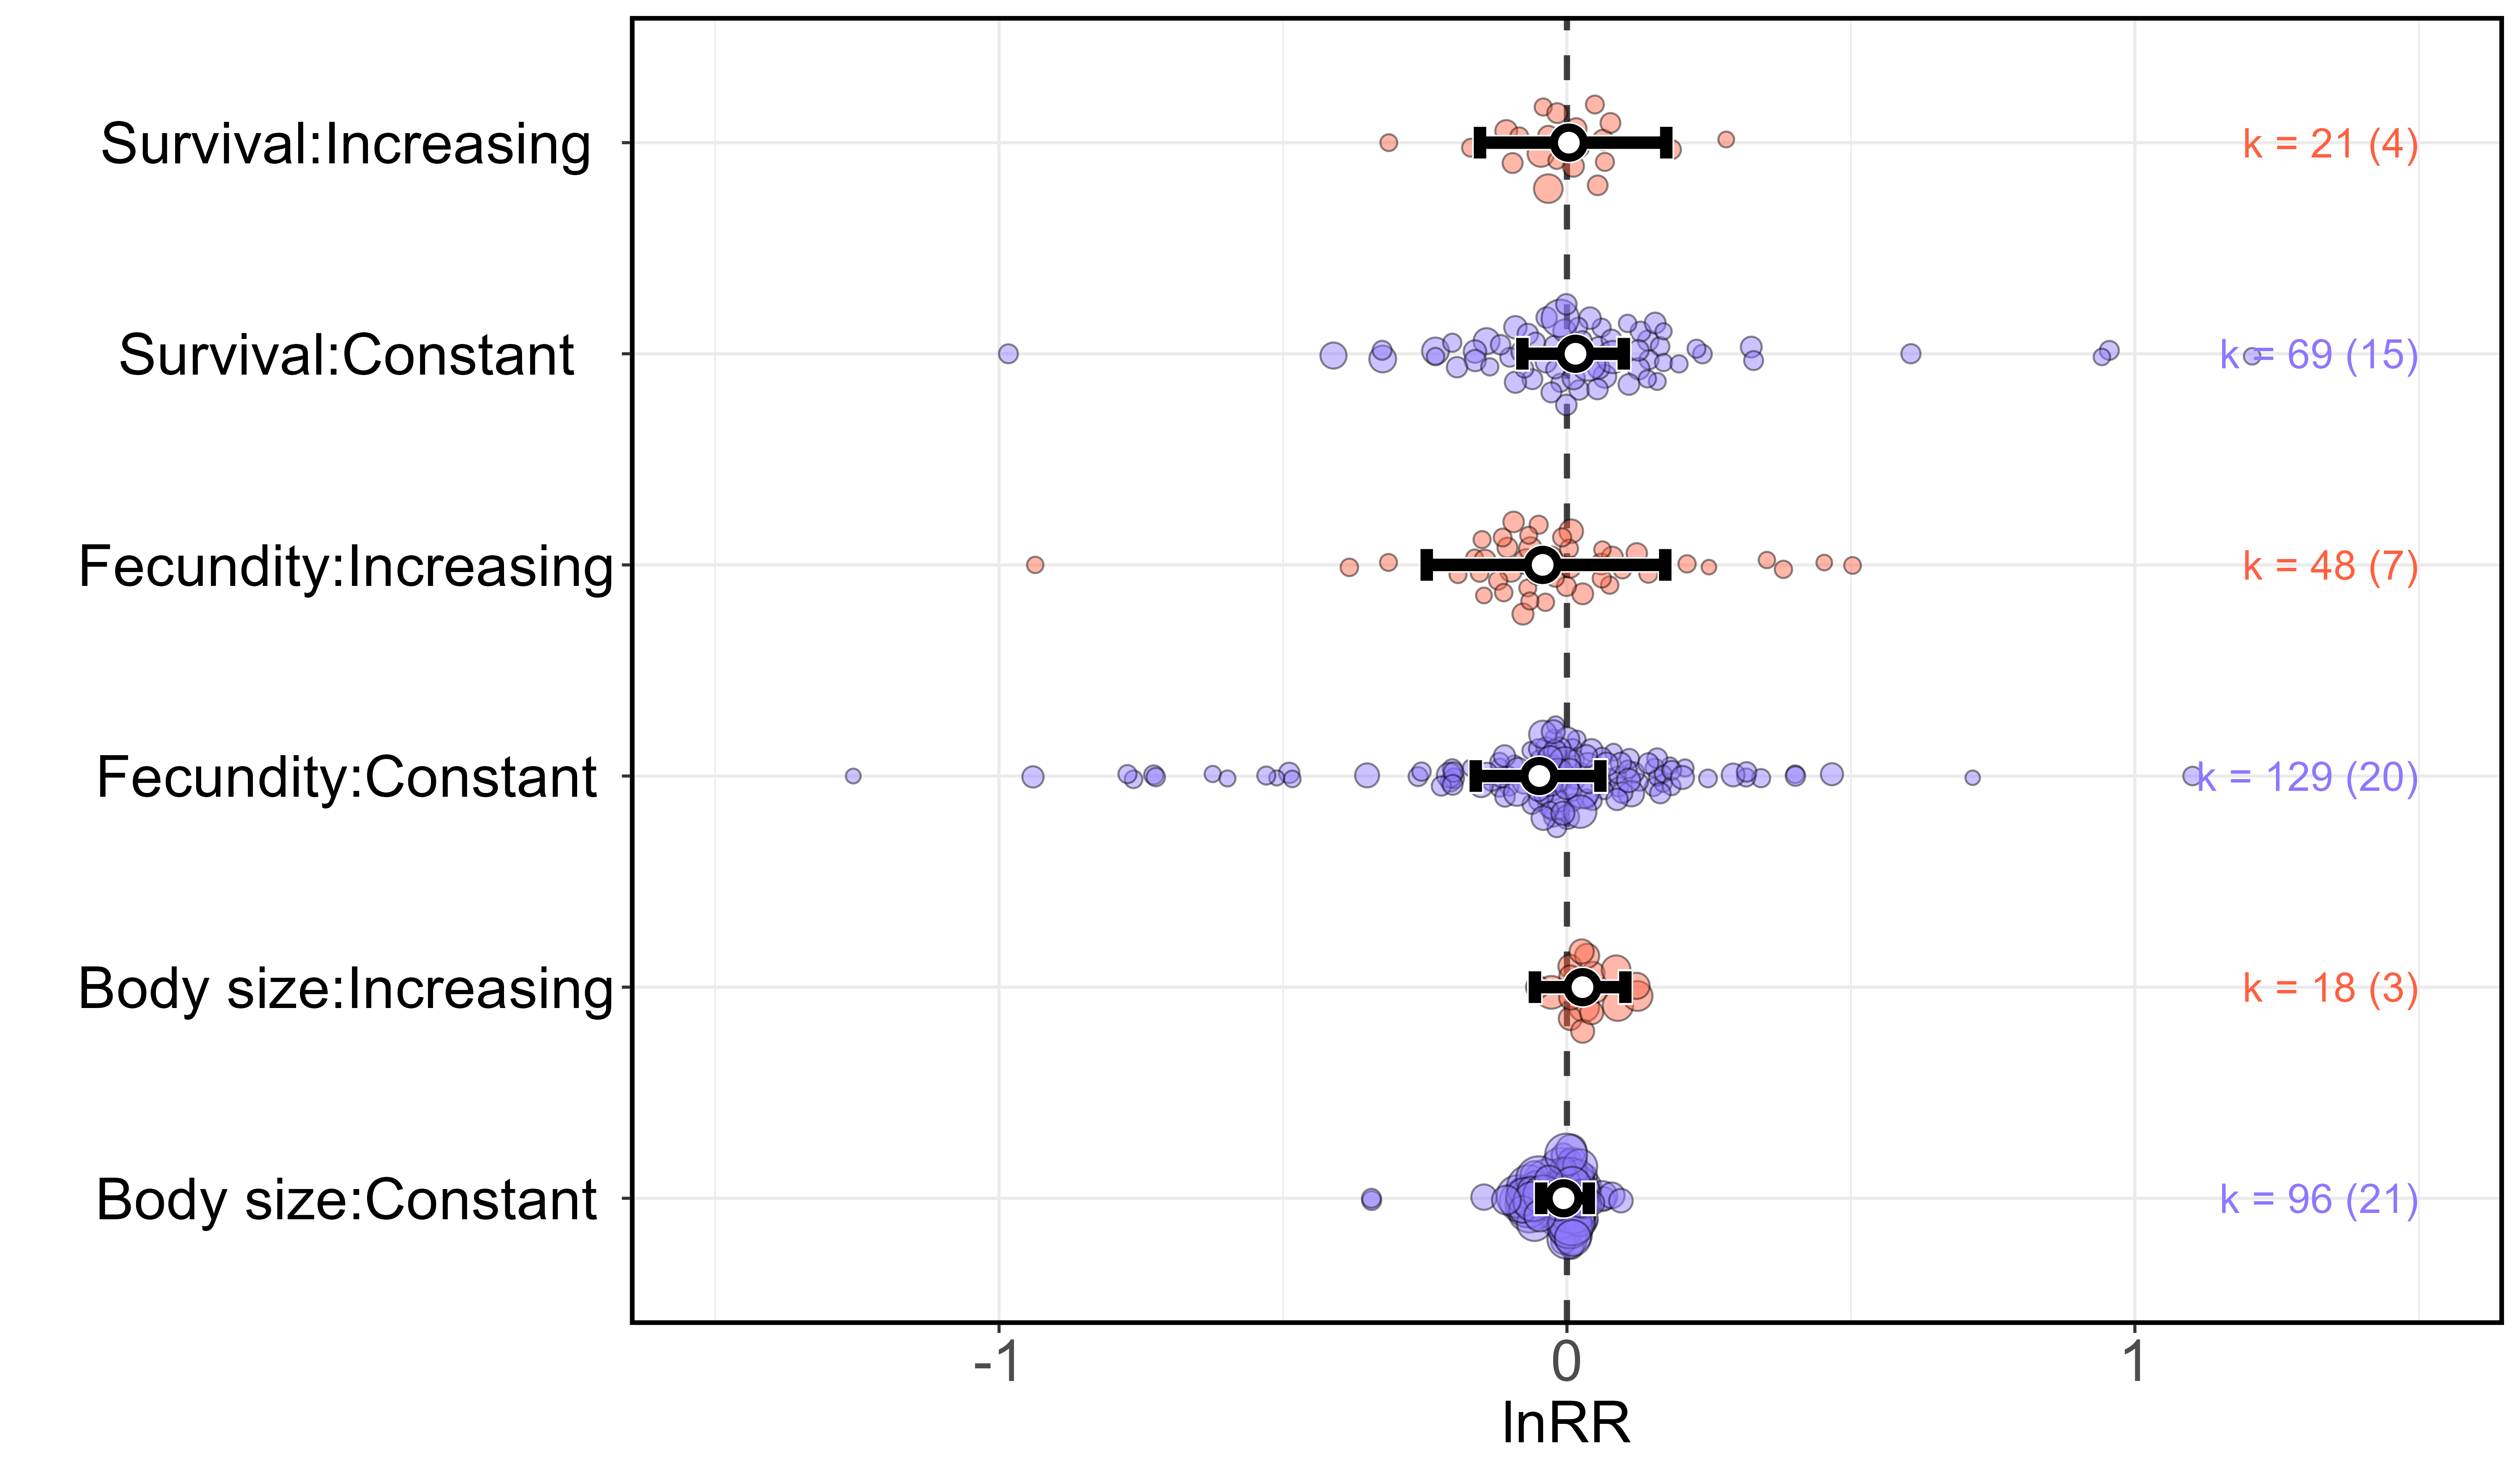 Survival:Increasing k = 21 (4)
Survival:Constant k = 69 (15)
Fecundity:Increasing k = 48 (7)
Fecundity:Constant k = 129 (20)
Body size:Increasing k = 18 (3)
Body size:Constant k = 96 (21)
-1 0 1
lnRR